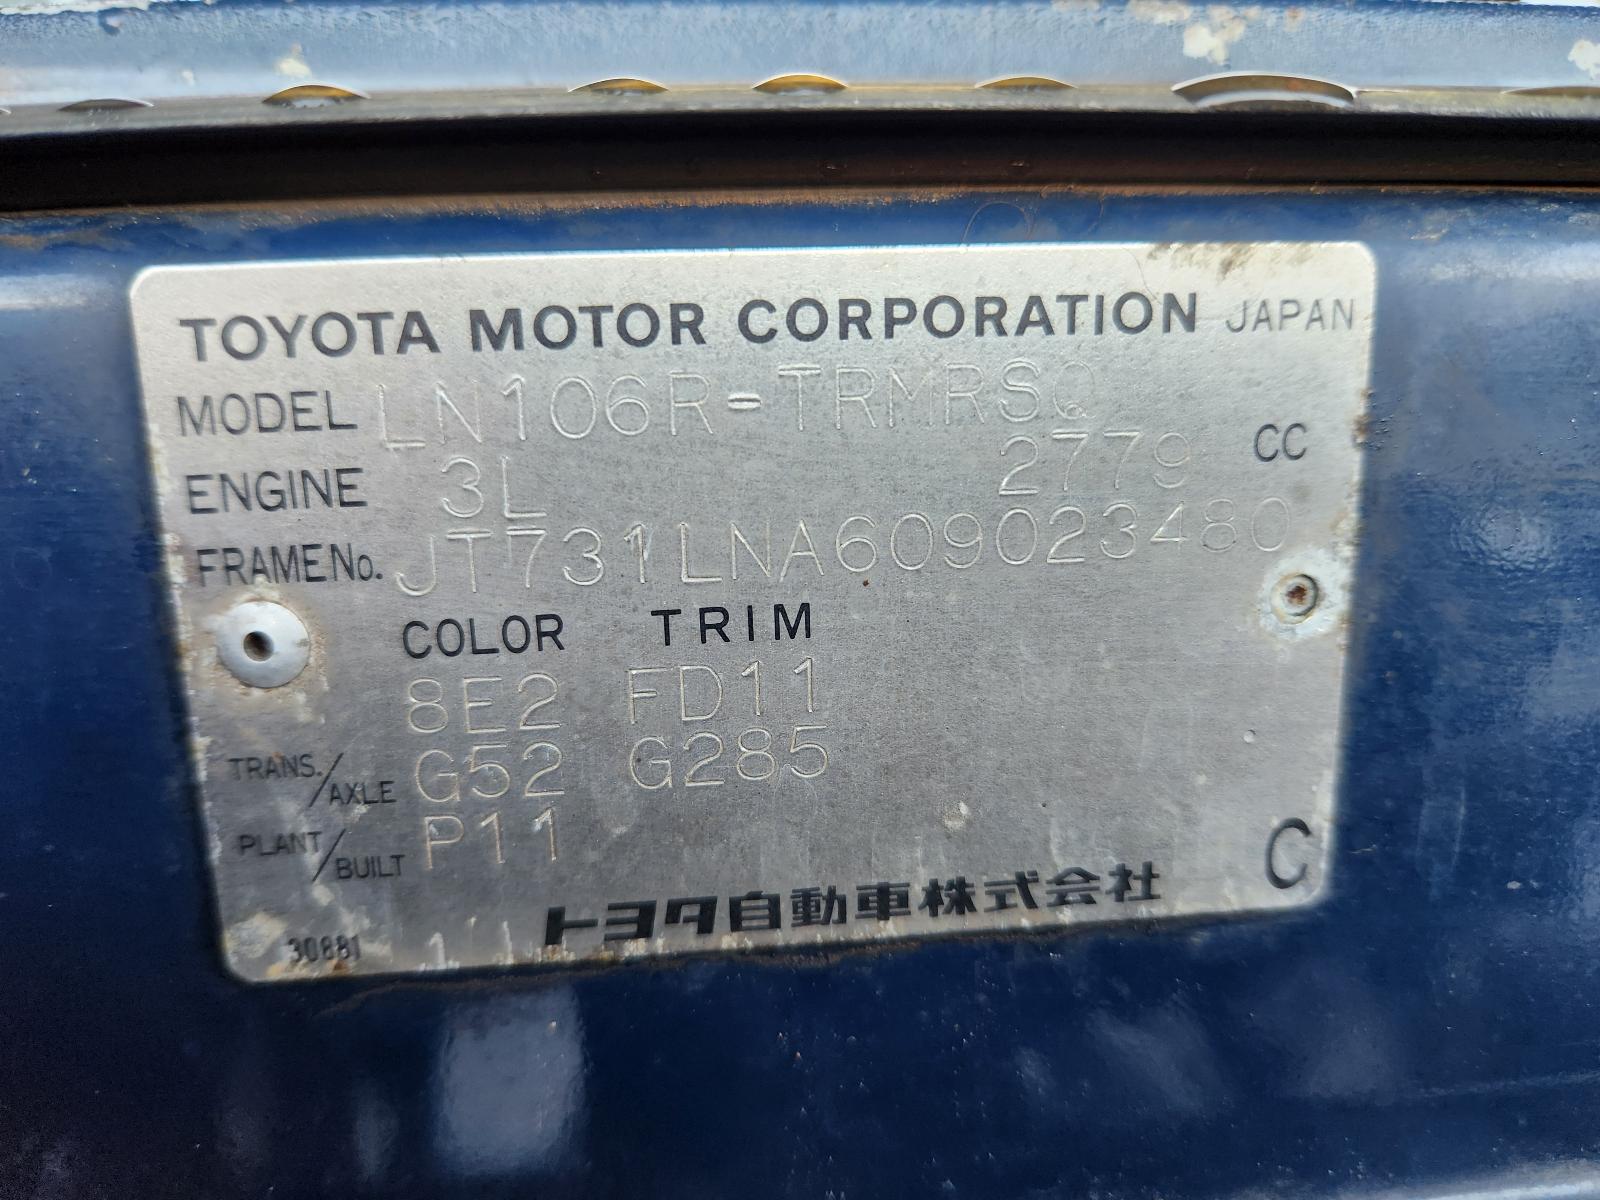 TOYOTA MOTOR CORPORATION JAPAN
MODEL LN106R-TRMRSQ
ENGINE 3L 2779 CC
FRAME No. JT731LNA609023480
COLOR TRIM
8E2 FD11
TRANS./AXLE G52 G285
PLANT/BUILT P11
トヨタ自動車株式会社 C
30881